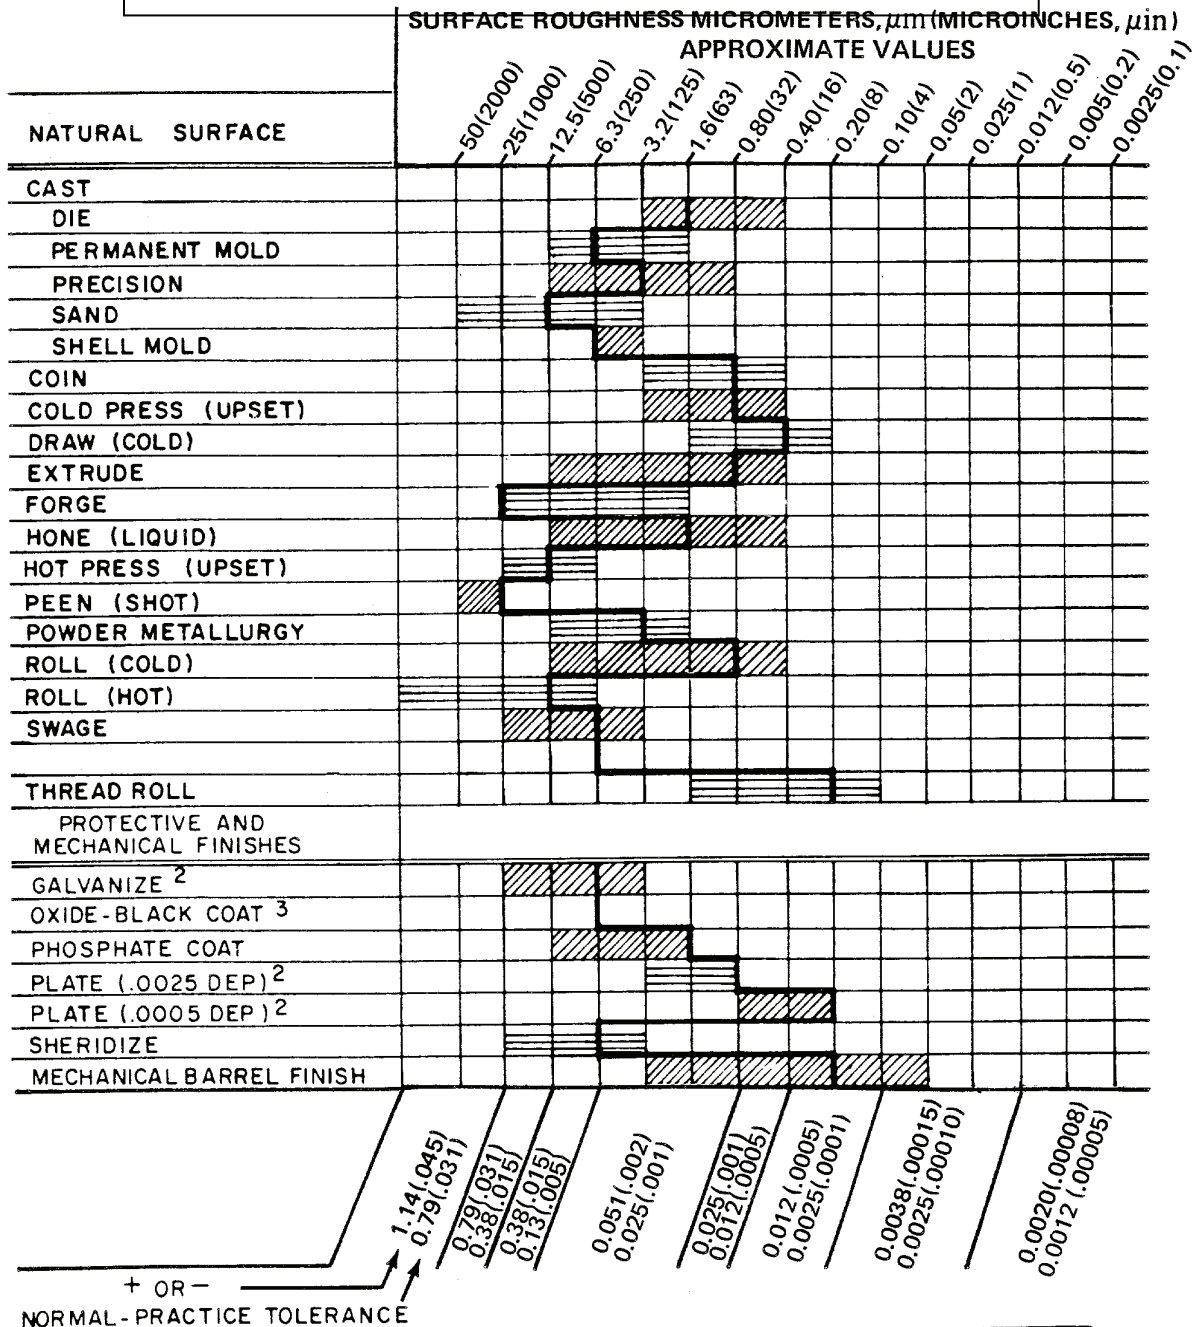 SURFACE ROUGHNESS MICROMETERS, μm (MICROINCHES, μin)
APPROXIMATE VALUES
NATURAL SURFACE
50(2000)
25(1000)
12.5(500)
6.3(250)
3.2(125)
1.6(63)
0.80(32)
0.40(16)
0.20(8)
0.10(4)
0.05(2)
0.025(1)
0.012(0.5)
0.005(0.2)
0.0025(0.1)
CAST
DIE
PERMANENT MOLD
PRECISION
SAND
SHELL MOLD
COIN
COLD PRESS (UPSET)
DRAW (COLD)
EXTRUDE
FORGE
HONE (LIQUID)
HOT PRESS (UPSET)
PEEN (SHOT)
POWDER METALLURGY
ROLL (COLD)
ROLL (HOT)
SWAGE
THREAD ROLL
PROTECTIVE AND
MECHANICAL FINISHES
GALVANIZE 2
OXIDE-BLACK COAT 3
PHOSPHATE COAT
PLATE (.0025 DEP) 2
PLATE (.0005 DEP) 2
SHERIDIZE
MECHANICAL BARREL FINISH
1.14(.045)
0.79(.031)
0.79(.031)
0.38(.015)
0.38(.015)
0.13(.005)
0.051(.002)
0.025(.001)
0.025(.001)
0.012(.0005)
0.012(.0005)
0.0025(.0001)
0.0038(.00015)
0.0025(.00010)
0.0020(.00008)
0.0012 (.00005)
+ OR -
NORMAL-PRACTICE TOLERANCE